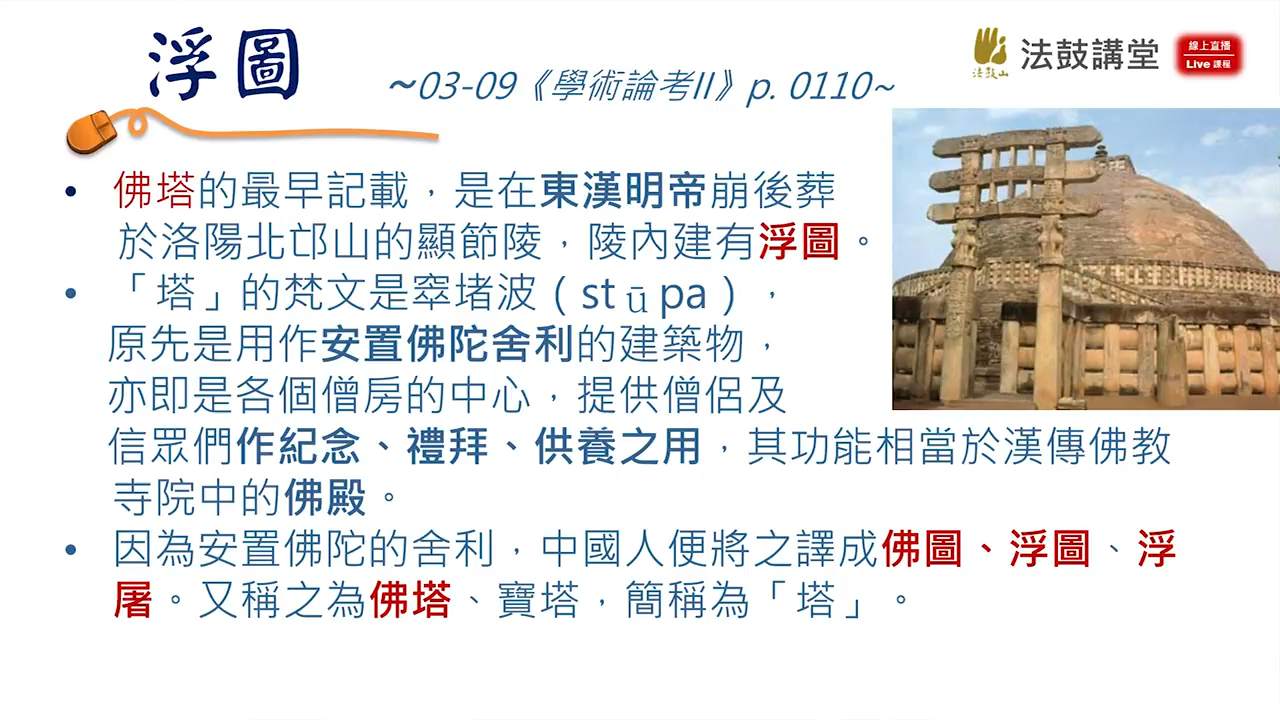 浮圖
~03-09《學術論考II》p. 0110~
法鼓山
法鼓講堂
線上直播
Live 課程
• 佛塔的最早記載，是在東漢明帝崩後葬
於洛陽北邙山的顯節陵，陵內建有浮圖。
• 「塔」的梵文是窣堵波（stūpa），
原先是用作安置佛陀舍利的建築物，
亦即是各個僧房的中心，提供僧侶及
信眾們作紀念、禮拜、供養之用，其功能相當於漢傳佛教
寺院中的佛殿。
• 因為安置佛陀的舍利，中國人便將之譯成佛圖、浮圖、浮
屠。又稱之為佛塔、寶塔，簡稱為「塔」。